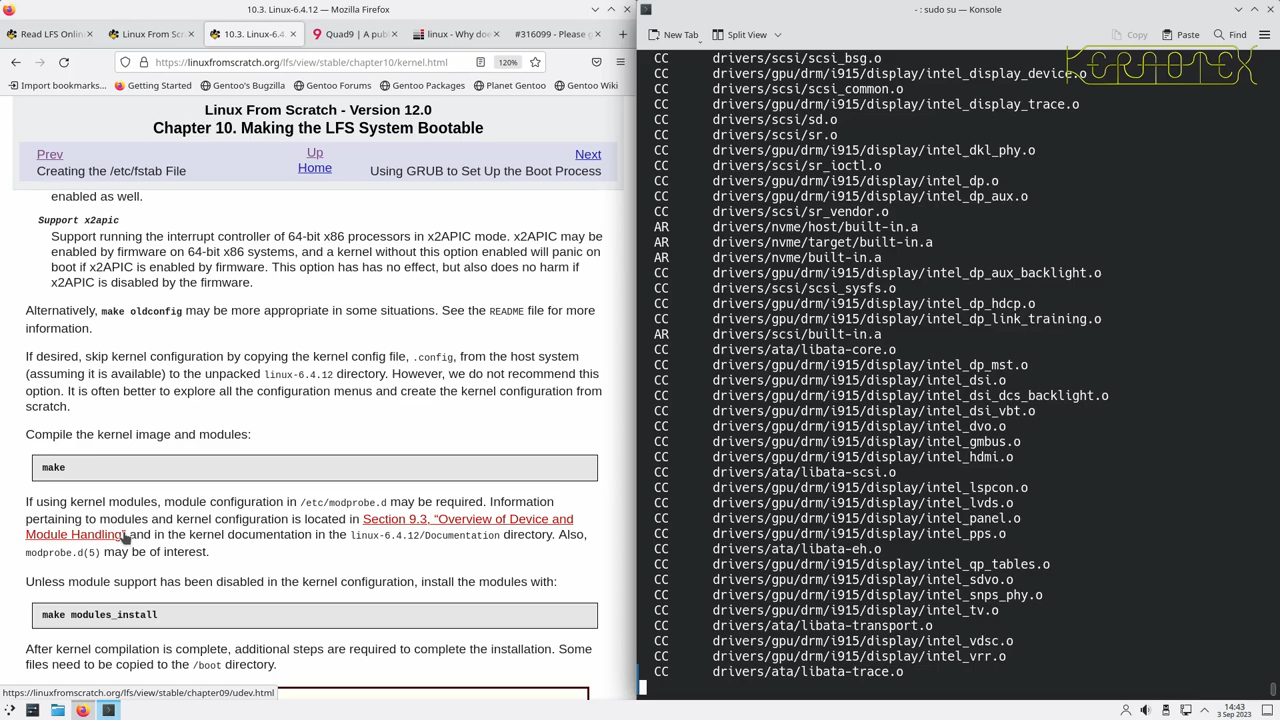 10.3. Linux-6.4.12 — Mozilla Firefox
Read LFS Onlin
Linux From Scra
10.3. Linux-6.4.
Quad9 | A publ
linux - Why doe
#316099 - Please g
https://linuxfromscratch.org/lfs/view/stable/chapter10/kernel.html
120%
Import bookmarks...
Getting Started
Gentoo's Bugzilla
Gentoo Forums
Gentoo Packages
Planet Gentoo
Gentoo Wiki
Linux From Scratch - Version 12.0
Chapter 10. Making the LFS System Bootable
Prev
Up
Next
Creating the /etc/fstab File
Home
Using GRUB to Set Up the Boot Process
enabled as well.
Support x2apic
Support running the interrupt controller of 64-bit x86 processors in x2APIC mode. x2APIC may be
enabled by firmware on 64-bit x86 systems, and a kernel without this option enabled will panic on
boot if x2APIC is enabled by firmware. This option has has no effect, but also does no harm if
x2APIC is disabled by the firmware.
Alternatively, make oldconfig may be more appropriate in some situations. See the README file for more
information.
If desired, skip kernel configuration by copying the kernel config file, .config, from the host system
(assuming it is available) to the unpacked linux-6.4.12 directory. However, we do not recommend this
option. It is often better to explore all the configuration menus and create the kernel configuration from
scratch.
Compile the kernel image and modules:
make
If using kernel modules, module configuration in /etc/modprobe.d may be required. Information
pertaining to modules and kernel configuration is located in Section 9.3, “Overview of Device and
Module Handling” and in the kernel documentation in the linux-6.4.12/Documentation directory. Also,
modprobe.d(5) may be of interest.
Unless module support has been disabled in the kernel configuration, install the modules with:
make modules_install
After kernel compilation is complete, additional steps are required to complete the installation. Some
files need to be copied to the /boot directory.
https://linuxfromscratch.org/lfs/view/stable/chapter09/udev.html
- : sudo su — Konsole
New Tab
Split View
Copy
Paste
Find
KERNOTEX
CC drivers/scsi/scsi_bsg.o
CC drivers/gpu/drm/i915/display/intel_display_device.o
CC drivers/scsi/scsi_common.o
CC drivers/gpu/drm/i915/display/intel_display_trace.o
CC drivers/scsi/sd.o
CC drivers/scsi/sr.o
CC drivers/gpu/drm/i915/display/intel_dkl_phy.o
CC drivers/scsi/sr_ioctl.o
CC drivers/gpu/drm/i915/display/intel_dp.o
CC drivers/gpu/drm/i915/display/intel_dp_aux.o
CC drivers/scsi/sr_vendor.o
AR drivers/nvme/host/built-in.a
AR drivers/nvme/target/built-in.a
AR drivers/nvme/built-in.a
CC drivers/gpu/drm/i915/display/intel_dp_aux_backlight.o
CC drivers/scsi/scsi_sysfs.o
CC drivers/gpu/drm/i915/display/intel_dp_hdcp.o
CC drivers/gpu/drm/i915/display/intel_dp_link_training.o
AR drivers/scsi/built-in.a
CC drivers/ata/libata-core.o
CC drivers/gpu/drm/i915/display/intel_dp_mst.o
CC drivers/gpu/drm/i915/display/intel_dsi.o
CC drivers/gpu/drm/i915/display/intel_dsi_dcs_backlight.o
CC drivers/gpu/drm/i915/display/intel_dsi_vbt.o
CC drivers/gpu/drm/i915/display/intel_dvo.o
CC drivers/gpu/drm/i915/display/intel_gmbus.o
CC drivers/gpu/drm/i915/display/intel_hdmi.o
CC drivers/ata/libata-scsi.o
CC drivers/gpu/drm/i915/display/intel_lspcon.o
CC drivers/gpu/drm/i915/display/intel_lvds.o
CC drivers/gpu/drm/i915/display/intel_panel.o
CC drivers/gpu/drm/i915/display/intel_pps.o
CC drivers/ata/libata-eh.o
CC drivers/gpu/drm/i915/display/intel_qp_tables.o
CC drivers/gpu/drm/i915/display/intel_sdvo.o
CC drivers/gpu/drm/i915/display/intel_snps_phy.o
CC drivers/gpu/drm/i915/display/intel_tv.o
CC drivers/ata/libata-transport.o
CC drivers/gpu/drm/i915/display/intel_vdsc.o
CC drivers/gpu/drm/i915/display/intel_vrr.o
CC drivers/ata/libata-trace.o
14:43
3 Sep 2023